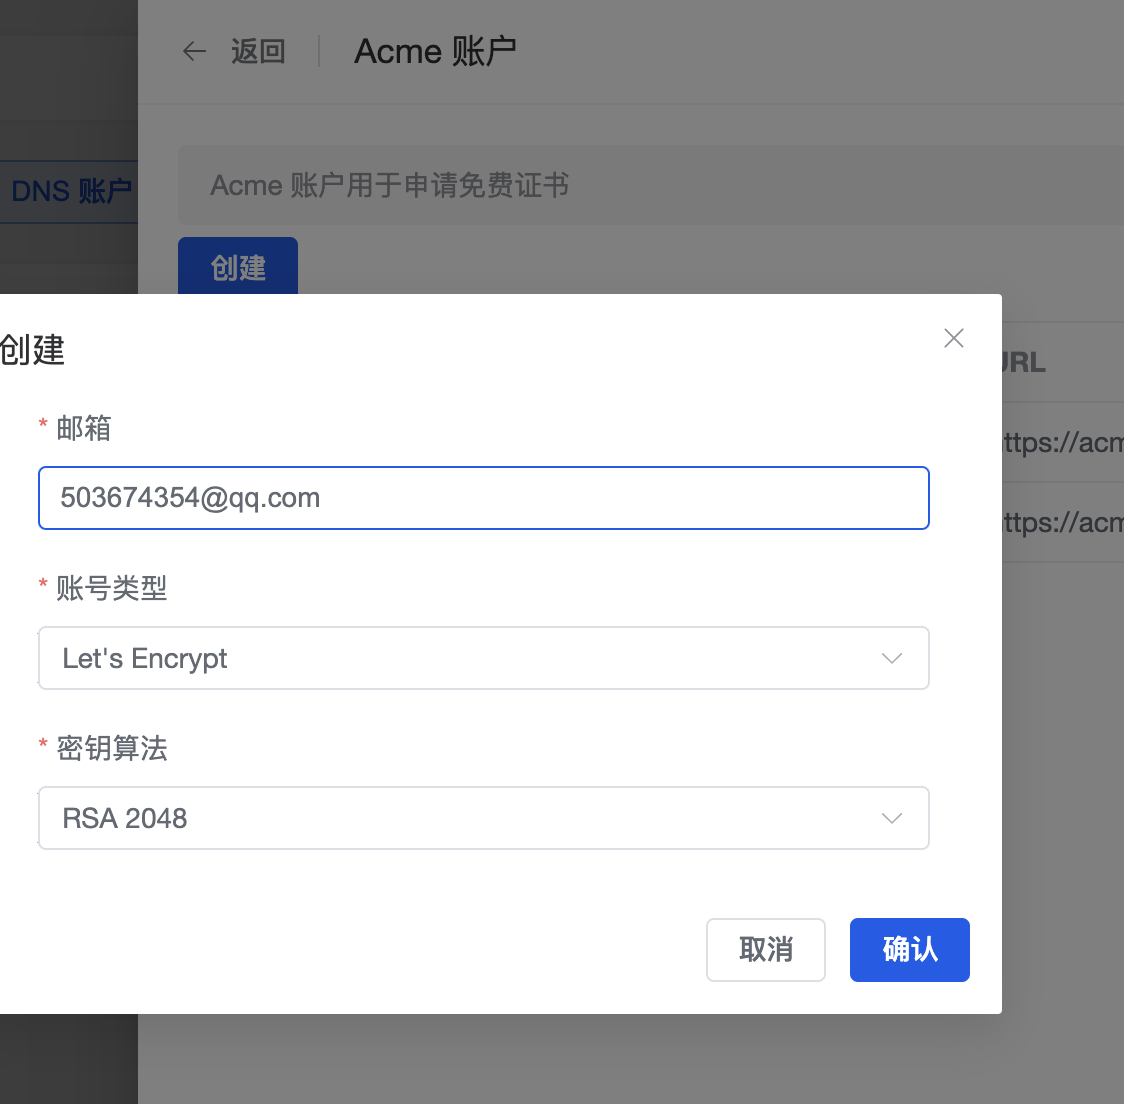 返回
Acme 账户
DNS 账户
Acme 账户用于申请免费证书
创建
URL
创建
* 邮箱
503674354@qq.com
ttps://acm
* 账号类型
ttps://acm
Let's Encrypt
* 密钥算法
RSA 2048
取消
确认